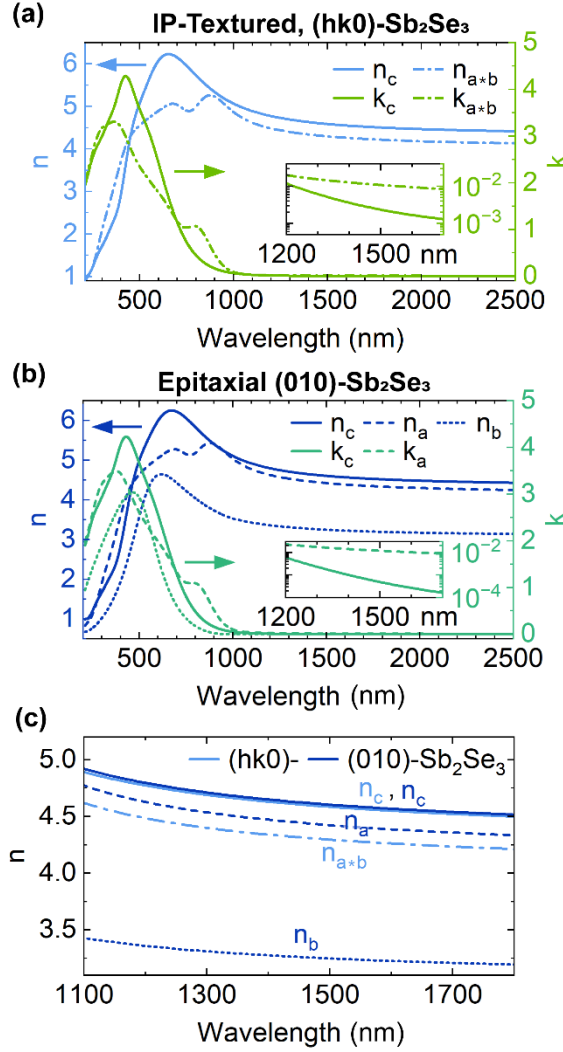 (a) IP-Textured, (hk0)-Sb₂Se₃
n_c n_{a*b}
k_c k_{a*b}
6
5
4
3
2
1
n
5
4
3
2
1
0
k
10⁻²
10⁻³
1200 1500 nm
500 1000 1500 2000 2500
Wavelength (nm)
(b) Epitaxial (010)-Sb₂Se₃
n_c n_a n_b
k_c k_a
6
5
4
3
2
1
n
5
4
3
2
1
0
k
10⁻²
10⁻⁴
1200 1500 nm
500 1000 1500 2000 2500
Wavelength (nm)
(c)
(hk0)- (010)-Sb₂Se₃
n_c , n_c
n_a
n_{a*b}
n_b
5.0
4.5
4.0
3.5
n
1100 1300 1500 1700
Wavelength (nm)